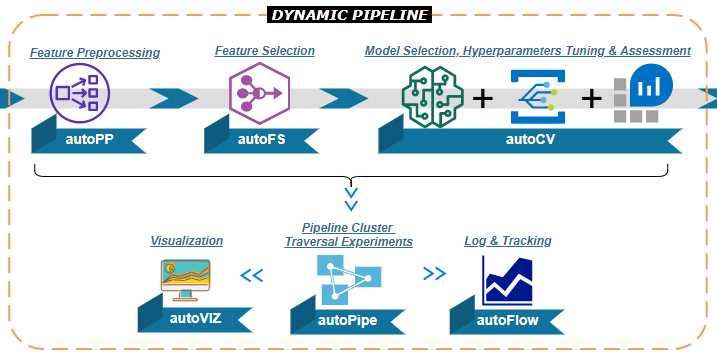 DYNAMIC PIPELINE
Feature Preprocessing
Feature Selection
Model Selection, Hyperparameters Tuning & Assessment
autoPP
autoFS
autoCV
Visualization
Pipeline Cluster
Traversal Experiments
Log & Tracking
autoVIZ
autoPipe
autoFlow